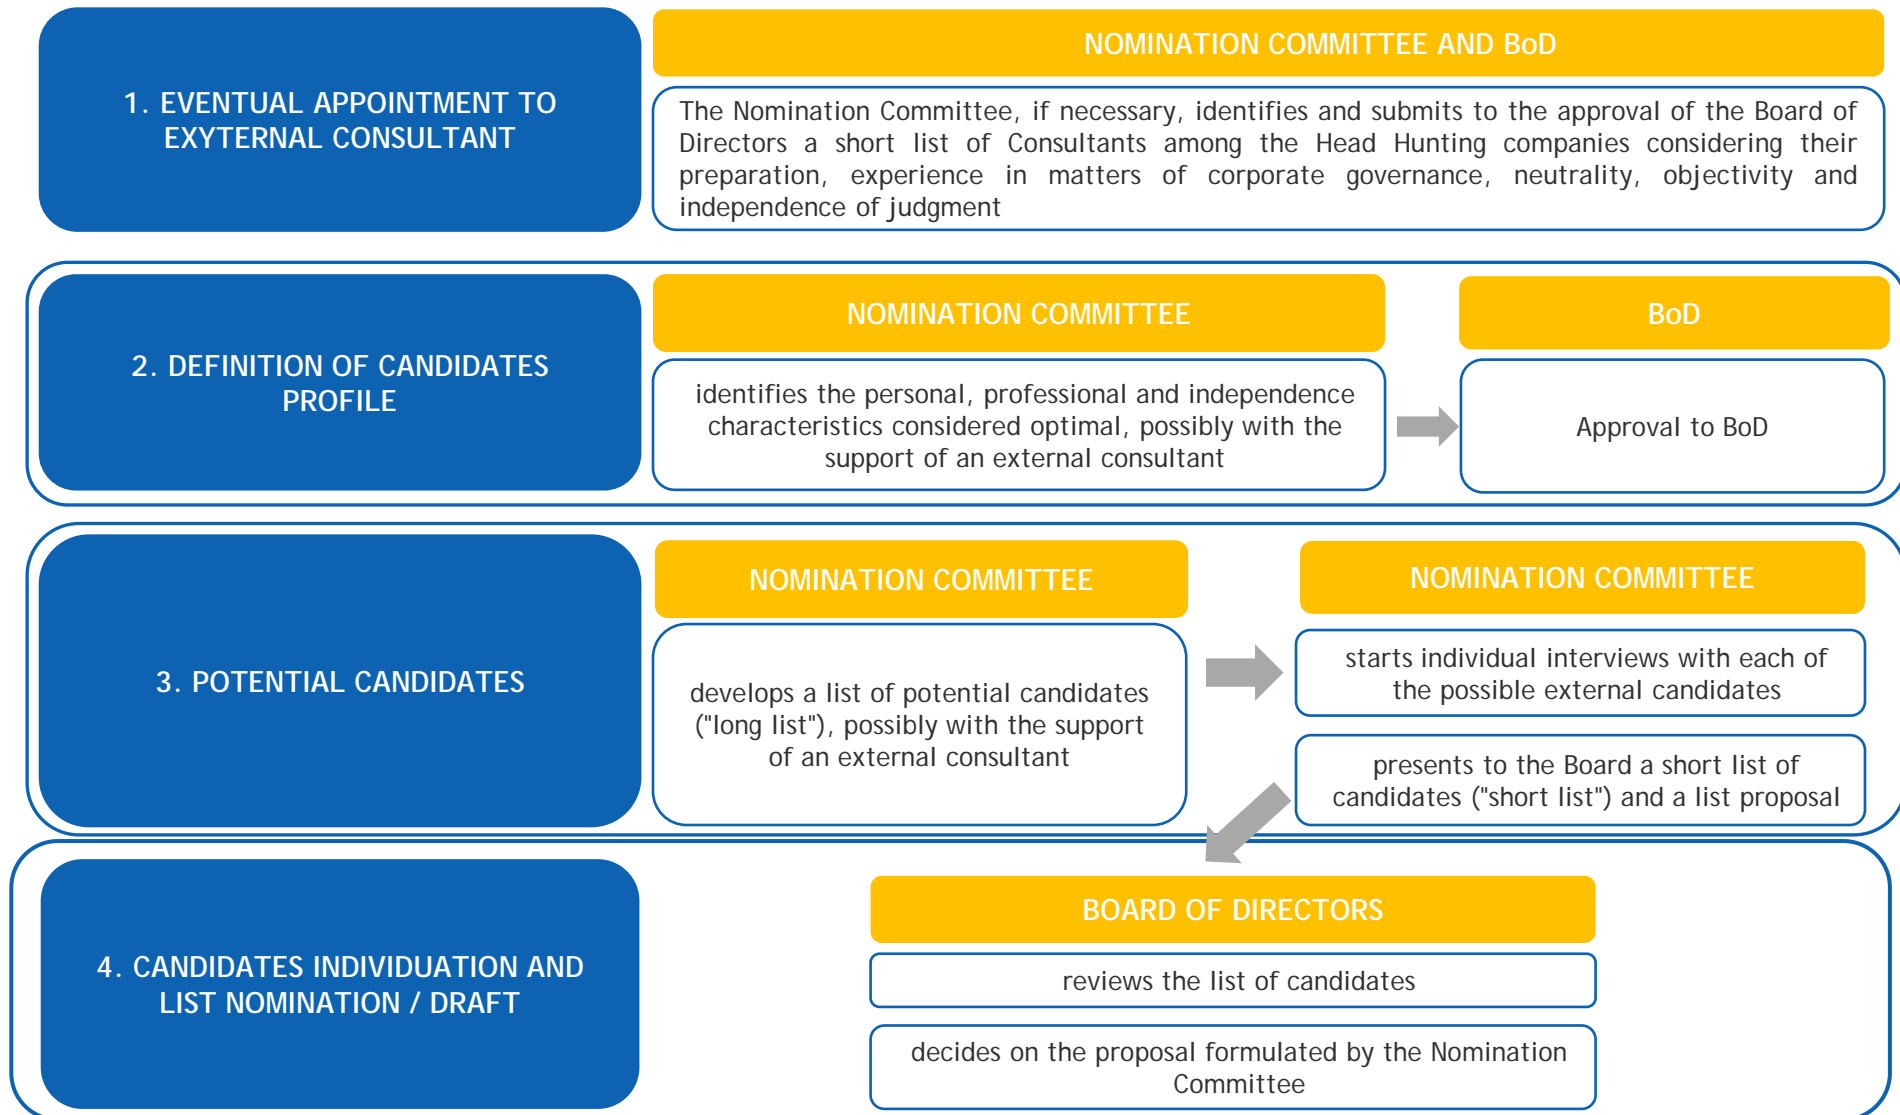 1. EVENTUAL APPOINTMENT TO
EXYTERNAL CONSULTANT
NOMINATION COMMITTEE AND BoD
The Nomination Committee, if necessary, identifies and submits to the approval of the Board of
Directors a short list of Consultants among the Head Hunting companies considering their
preparation, experience in matters of corporate governance, neutrality, objectivity and
independence of judgment
2. DEFINITION OF CANDIDATES
PROFILE
NOMINATION COMMITTEE
identifies the personal, professional and independence
characteristics considered optimal, possibly with the
support of an external consultant
BoD
Approval to BoD
3. POTENTIAL CANDIDATES
NOMINATION COMMITTEE
develops a list of potential candidates
("long list"), possibly with the support
of an external consultant
NOMINATION COMMITTEE
starts individual interviews with each of
the possible external candidates
presents to the Board a short list of
candidates ("short list") and a list proposal
4. CANDIDATES INDIVIDUATION AND
LIST NOMINATION / DRAFT
BOARD OF DIRECTORS
reviews the list of candidates
decides on the proposal formulated by the Nomination
Committee